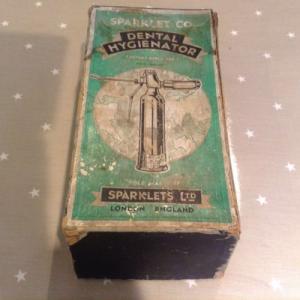 SPARKLET CO
DENTAL
HYGIENATOR
SPARKLETS LTD
LONDON ENGLAND